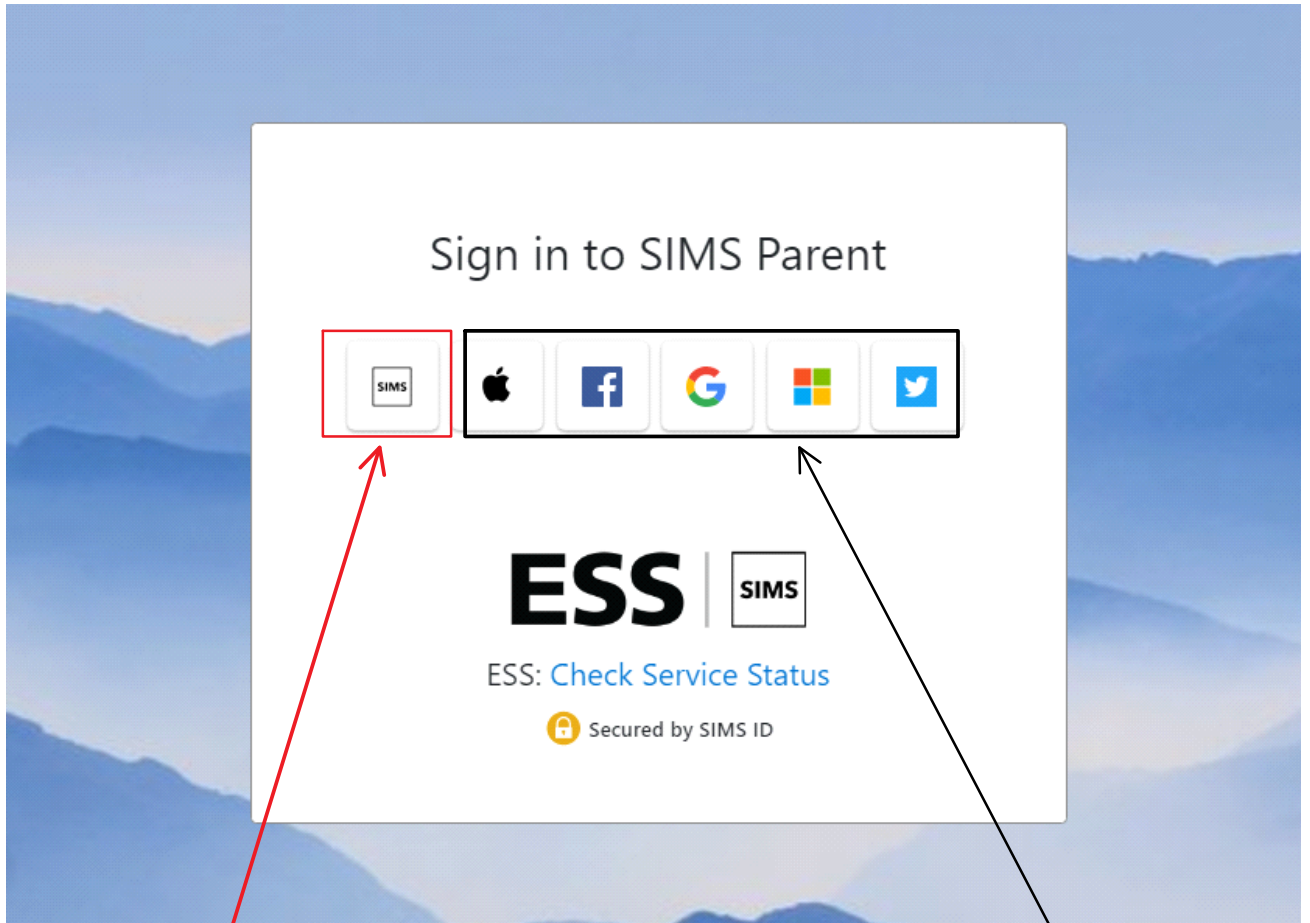 Sign in to SIMS Parent
SIMS
ESS | SIMS
ESS: Check Service Status
Secured by SIMS ID